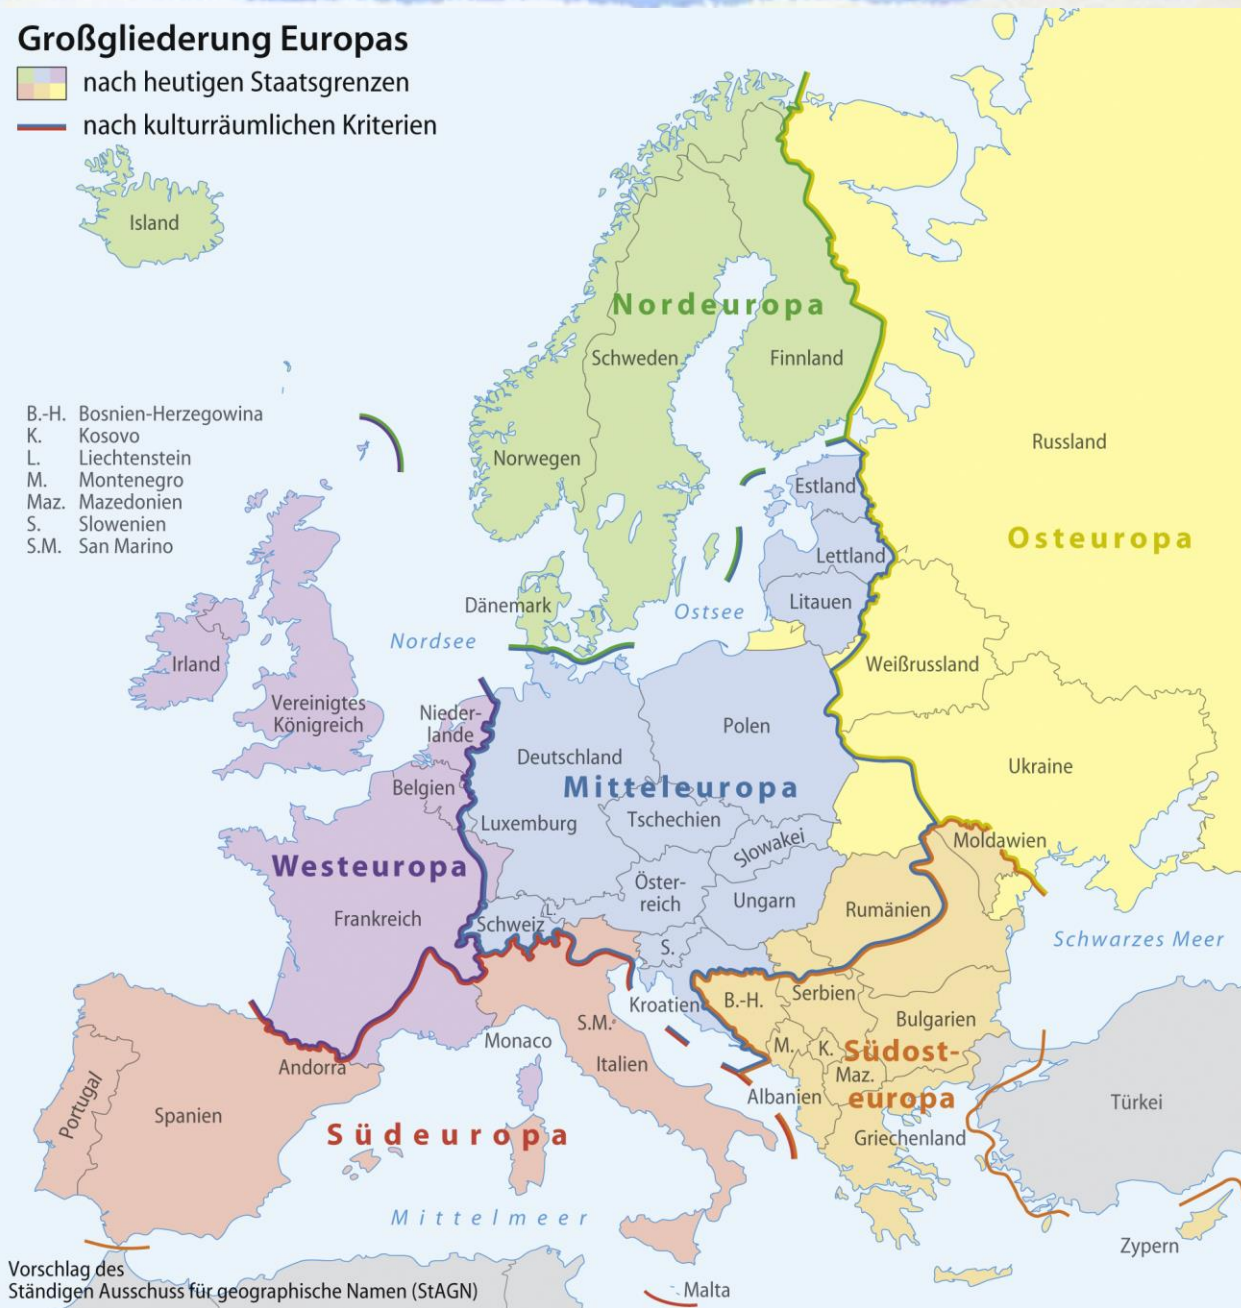 Großgliederung Europas
nach heutigen Staatsgrenzen
nach kulturräumlichen Kriterien
Island
Nordeuropa
Schweden
Finnland
B.-H. Bosnien-Herzegowina
K. Kosovo
L. Liechtenstein
M. Montenegro
Maz. Mazedonien
S. Slowenien
S.M. San Marino
Norwegen
Russland
Estland
Osteuropa
Lettland
Litauen
Dänemark
Ostsee
Nordsee
Irland
Weißrussland
Vereinigtes
Königreich
Nieder-
lande
Polen
Deutschland
Ukraine
Belgien
Mitteleuropa
Luxemburg
Tschechien
Slowakei
Moldawien
Westeuropa
Öster-
reich
Ungarn
Rumänien
Frankreich
Schweiz
L.
S.
Schwarzes Meer
Kroatien
B.-H.
Serbien
S.M.
Bulgarien
Monaco
M.
K.
Südost-
europa
Italien
Andorra
Maz.
Albanien
Portugal
Spanien
Türkei
Südeuropa
Griechenland
Mittelmeer
Zypern
Malta
Vorschlag des
Ständigen Ausschuss für geographische Namen (StAGN)